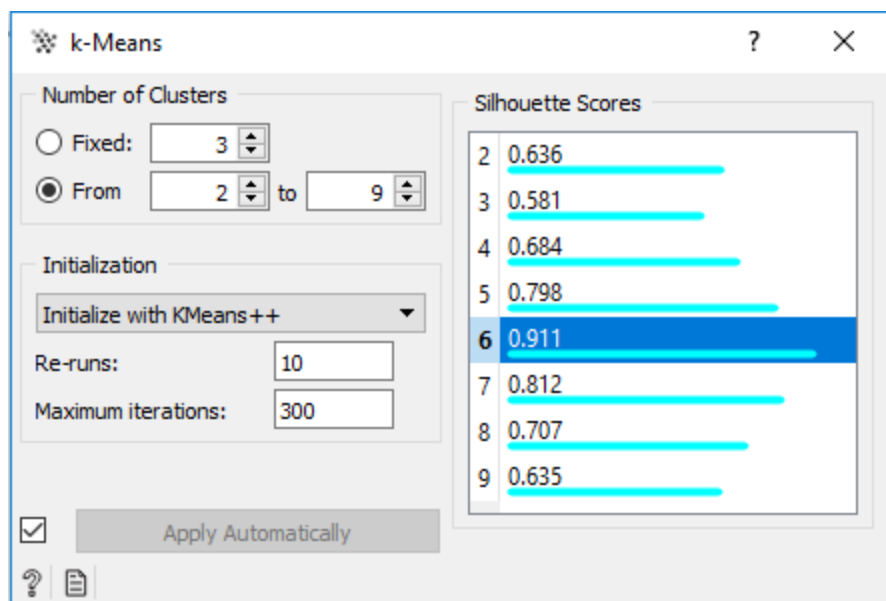 k-Means ? X
Number of Clusters
Fixed: 3
From 2 to 9
Initialization
Initialize with KMeans++
Re-runs: 10
Maximum iterations: 300
Apply Automatically
?
Silhouette Scores
2 0.636
3 0.581
4 0.684
5 0.798
6 0.911
7 0.812
8 0.707
9 0.635